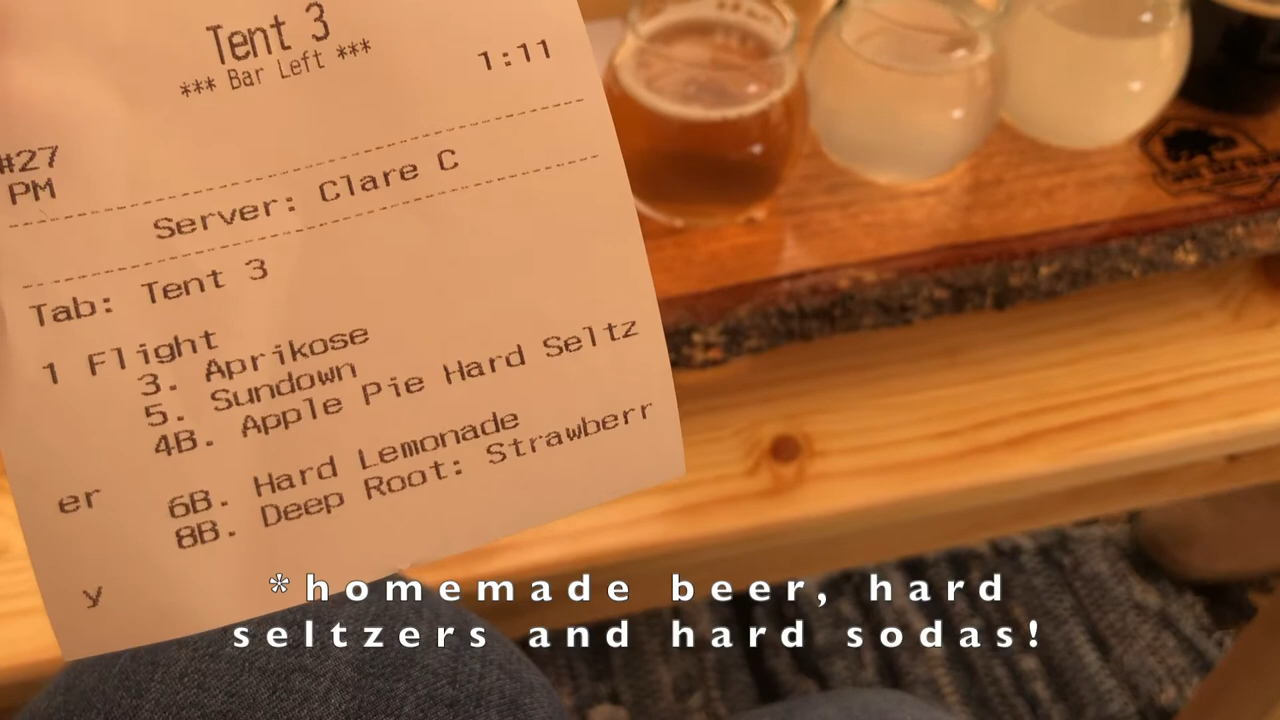 Tent 3
*** Bar Left ***
#27 1:11
PM
Server: Clare C
Tab: Tent 3
1 Flight
3. Aprikose
5. Sundown
4B. Apple Pie Hard Seltz
er
6B. Hard Lemonade
8B. Deep Root: Strawberr
y
*homemade beer, hard
seltzers and hard sodas!